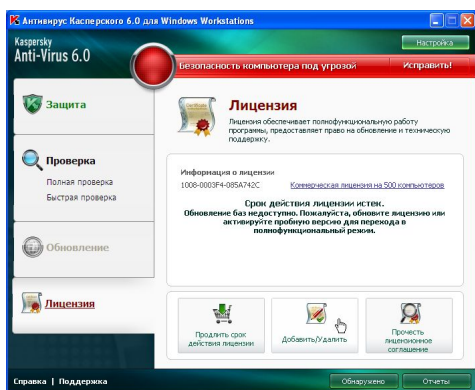 Антивирус Касперского 6.0 для Windows Workstations
Kaspersky
Anti-Virus 6.0
Настройка
Безопасность компьютера под угрозой
Исправить!
Защита
Проверка
Полная проверка
Быстрая проверка
Обновление
Лицензия
Лицензия
Лицензия обеспечивает полнофункциональную работу
программы, предоставляет право на обновление и техническую
поддержку.
Информация о лицензии
1008-0003F4-085A742C
Коммерческая лицензия на 500 компьютеров
Срок действия лицензии истек.
Обновление баз недоступно. Пожалуйста, обновите лицензию или
активируйте пробную версию для перехода в
полнофункциональный режим.
Продлить срок
действия лицензии
Добавить/Удалить
Прочесть
лицензионное
соглашение
Справка | Поддержка
Обнаружено
Отчеты